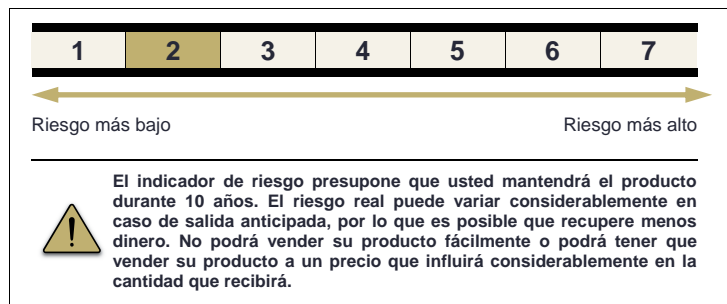 1 2 3 4 5 6 7
Riesgo más bajo Riesgo más alto
El indicador de riesgo presupone que usted mantendrá el producto
durante 10 años. El riesgo real puede variar considerablemente en
caso de salida anticipada, por lo que es posible que recupere menos
dinero. No podrá vender su producto fácilmente o podrá tener que
vender su producto a un precio que influirá considerablemente en la
cantidad que recibirá.